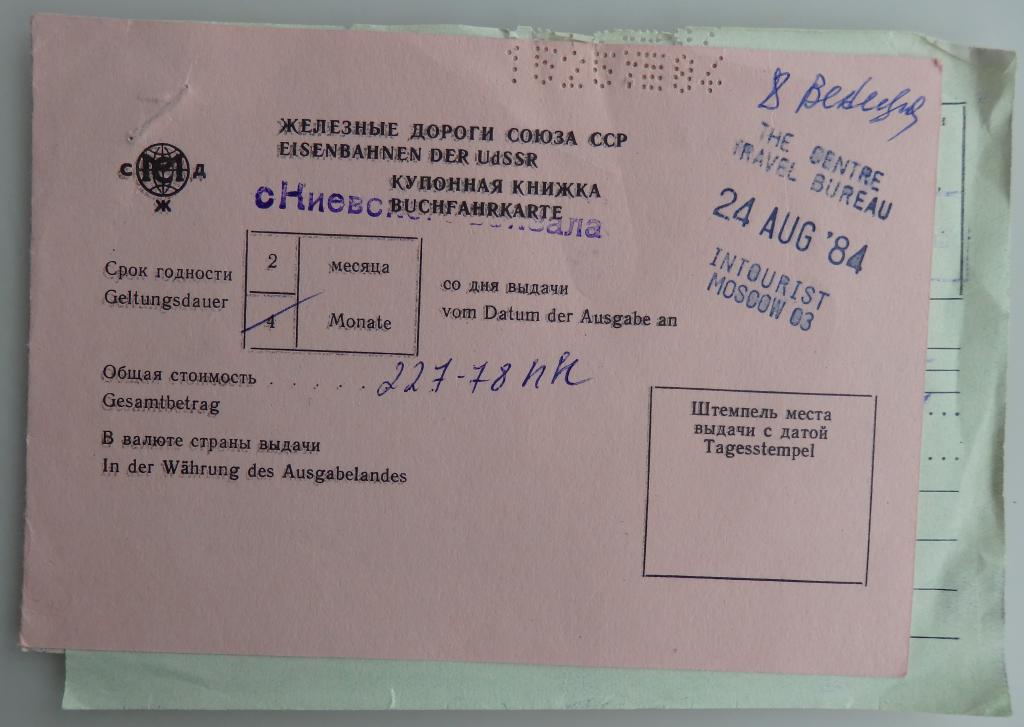 ЖЕЛЕЗНЫЕ ДОРОГИ СОЮЗА ССР
EISENBAHNEN DER UdSSR
КУПОННАЯ КНИЖКА
BUCHFAHRKARTE
THE CENTRE
TRAVEL BUREAU
24 AUG '84
INTOURIST
MOSCOW 03
Срок годности
Geltungsdauer
2 месяца
4 Monate
со дня выдачи
vom Datum der Ausgabe an
Общая стоимость . . . . . . 227-78
Gesamtbetrag
В валюте страны выдачи
In der Währung des Ausgabelandes
Штемпель места
выдачи с датой
Tagesstempel